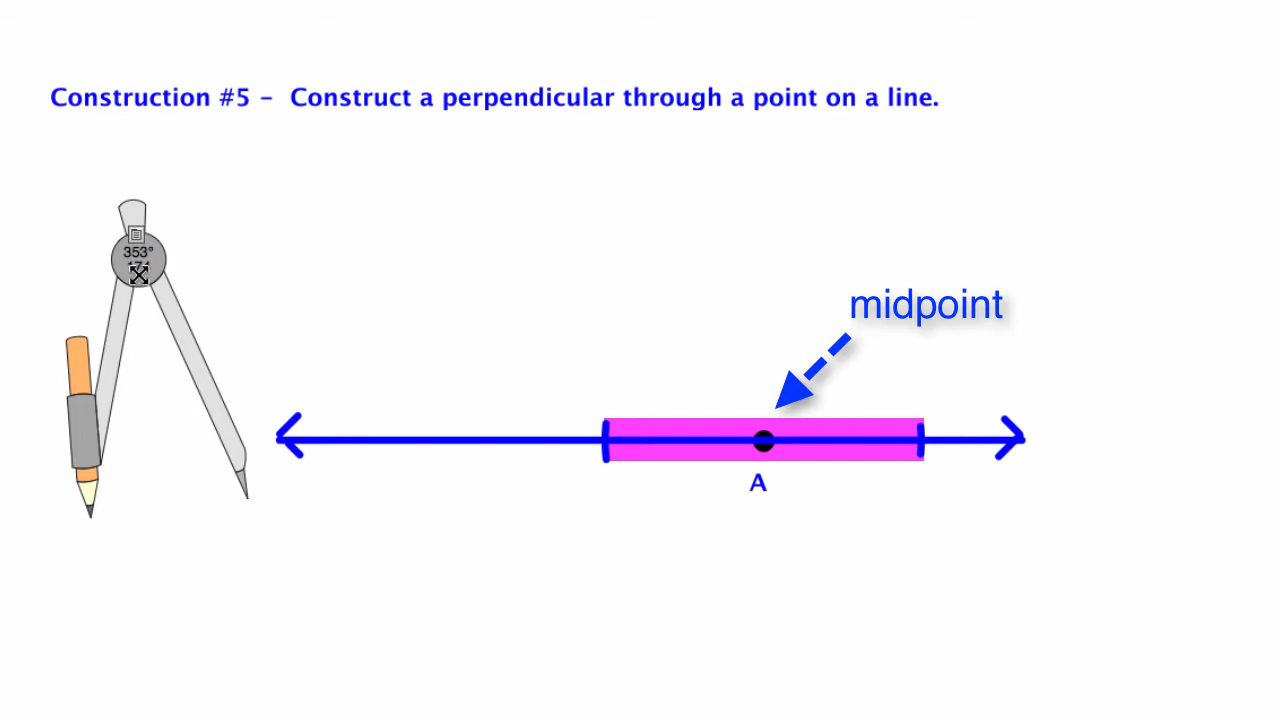 Construction #5 - Construct a perpendicular through a point on a line.
353°
midpoint
A